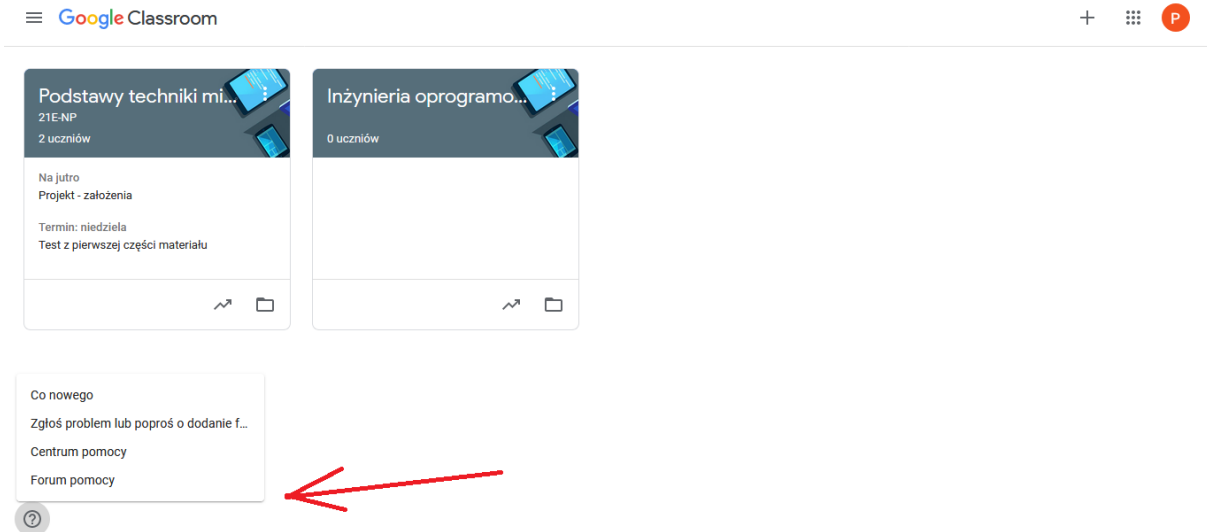 Google Classroom
P
Podstawy techniki mi...
21E-NP
2 uczniów
Na jutro
Projekt - założenia
Termin: niedziela
Test z pierwszej części materiału
Inżynieria oprogramo...
0 uczniów
Co nowego
Zgłoś problem lub poproś o dodanie f...
Centrum pomocy
Forum pomocy